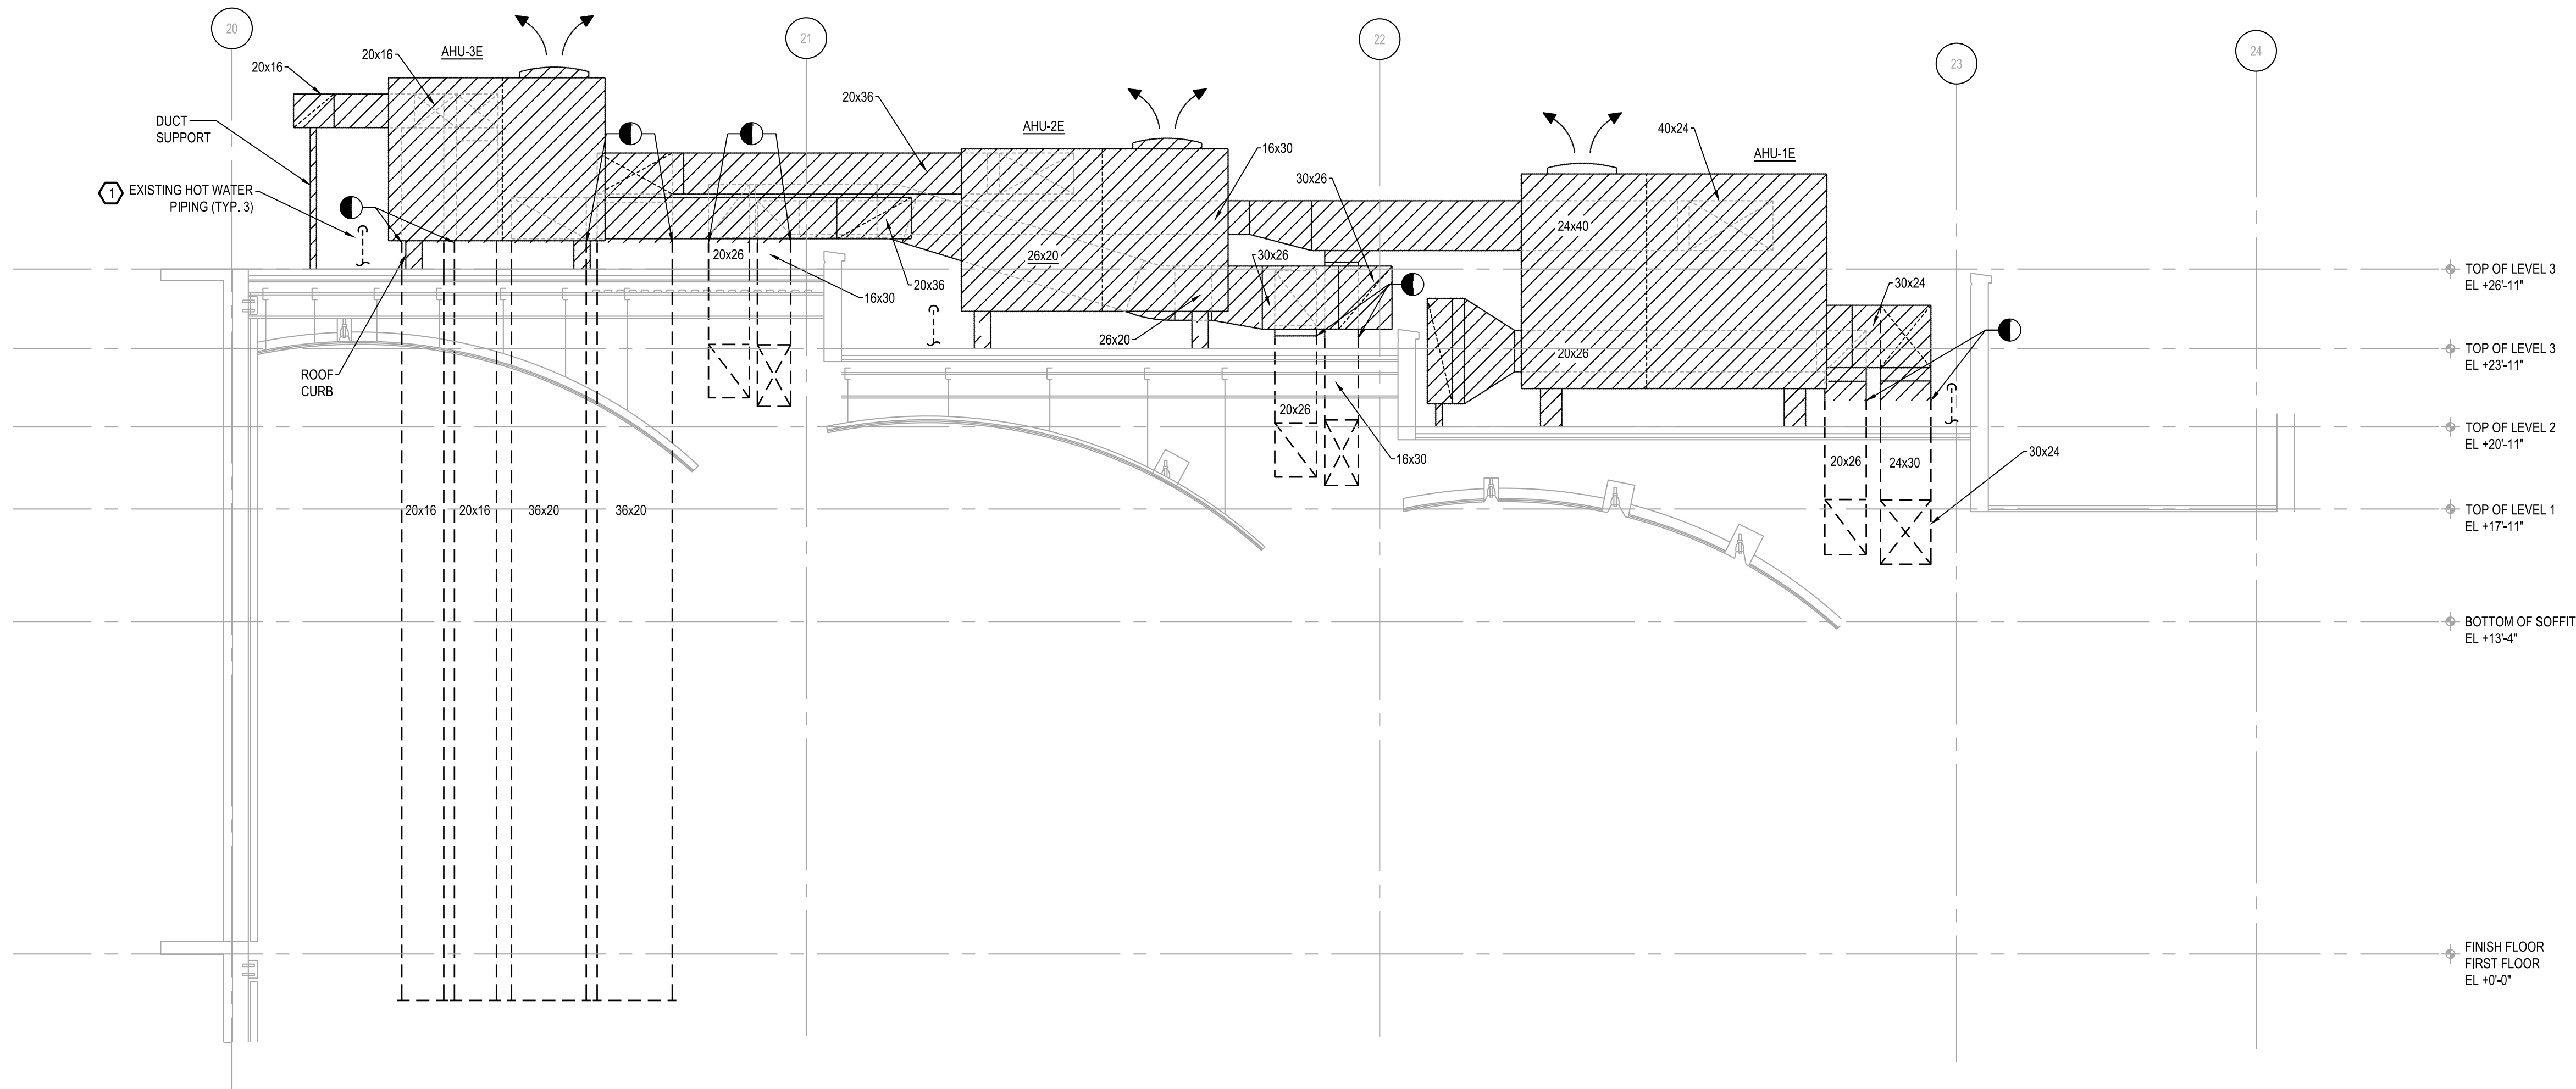 20
21
22
23
24
AHU-3E
20x16
20x16
DUCT
SUPPORT
1
EXISTING HOT WATER
PIPING (TYP. 3)
ROOF
CURB
20x36
AHU-2E
16x30
30x26
40x24
AHU-1E
24x40
20x26
16x30
20x36
26x20
30x26
26x20
20x26
30x24
20x26
16x30
20x26
24x30
30x24
20x16
20x16
36x20
36x20
TOP OF LEVEL 3
EL +26'-11"
TOP OF LEVEL 3
EL +23'-11"
TOP OF LEVEL 2
EL +20'-11"
TOP OF LEVEL 1
EL +17'-11"
BOTTOM OF SOFFIT
EL +13'-4"
FINISH FLOOR
FIRST FLOOR
EL +0'-0"